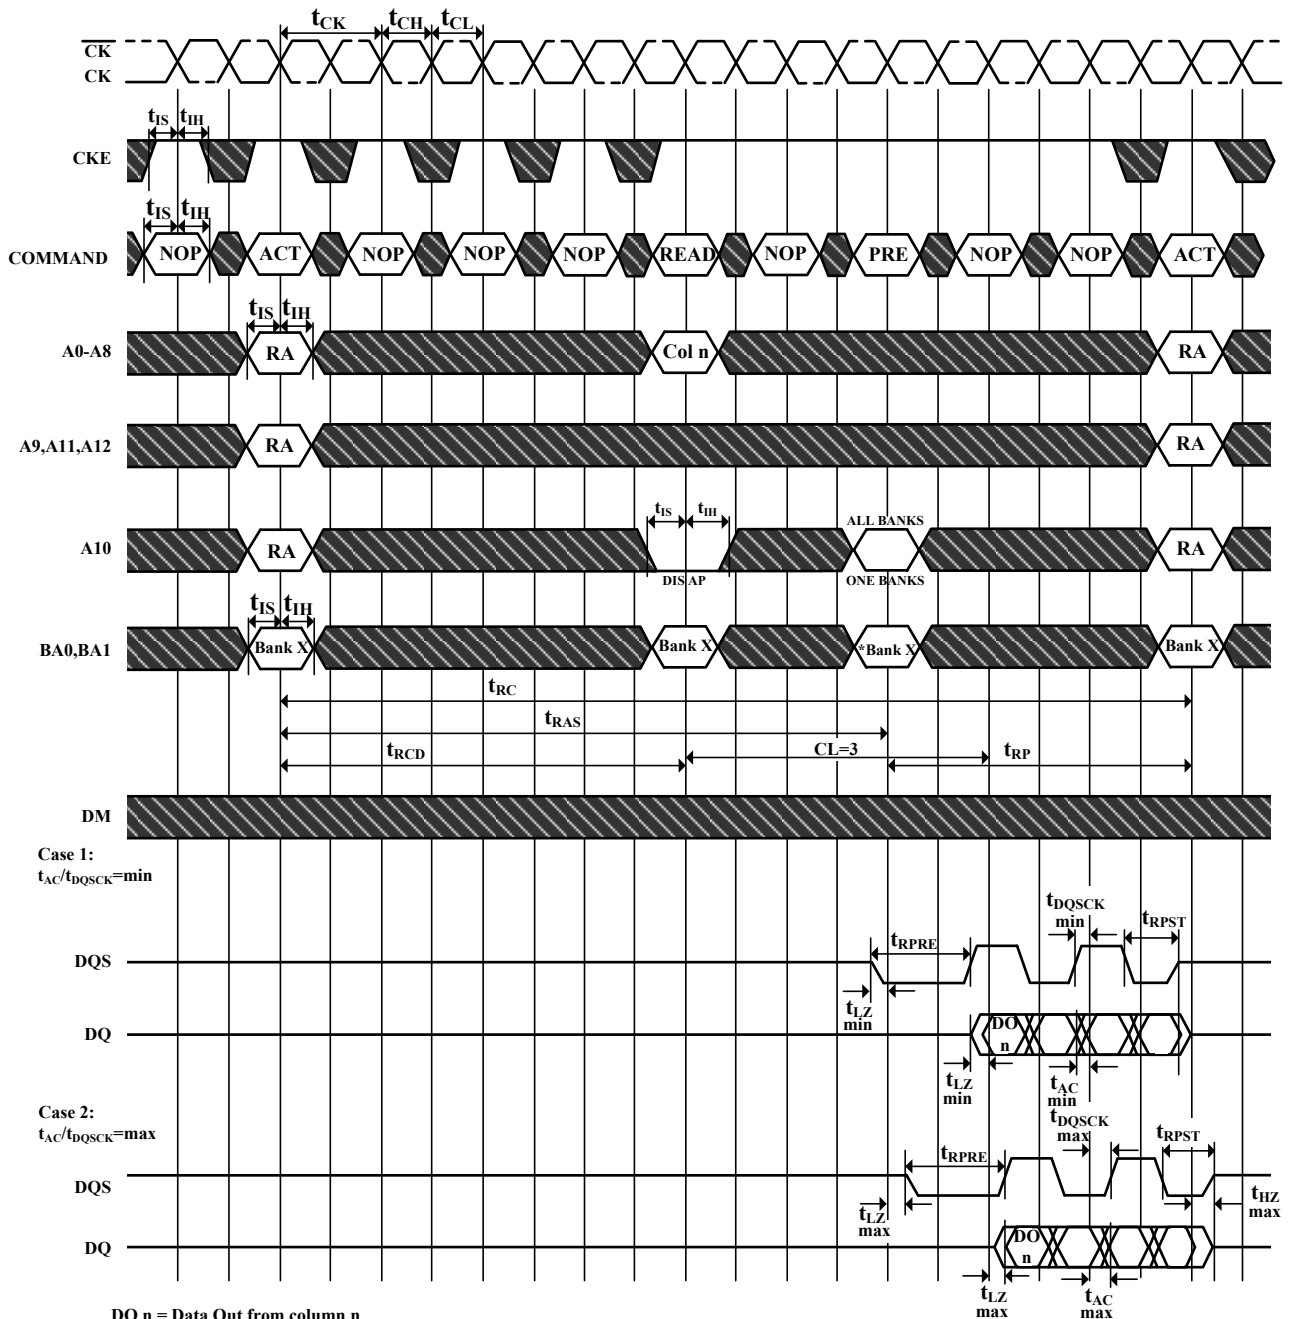 tCK tCH tCL
CK
CK
tIS tIH
CKE
tIS tIH
COMMAND NOP ACT NOP NOP NOP READ NOP PRE NOP NOP ACT
tIS tIH
A0-A8 RA Col n RA
A9,A11,A12 RA RA
tIS tIH ALL BANKS
A10 RA RA
DIS AP ONE BANKS
tIS tIH
BA0,BA1 Bank X Bank X *Bank X Bank X
tRC
tRAS
tRCD CL=3 tRP
DM
Case 1:
tAC/tDQSCK=min
tDQSCK
min
tRPST
tRPRE
DQS
tLZ
min
DQ DO
n
tLZ
min
tAC
min
Case 2:
tAC/tDQSCK=max
tDQSCK
max
tRPST
tRPRE
DQS
tLZ
max
tHZ
max
DQ DO
n
tLZ
max
tAC
max
DO n = Data Out from column n